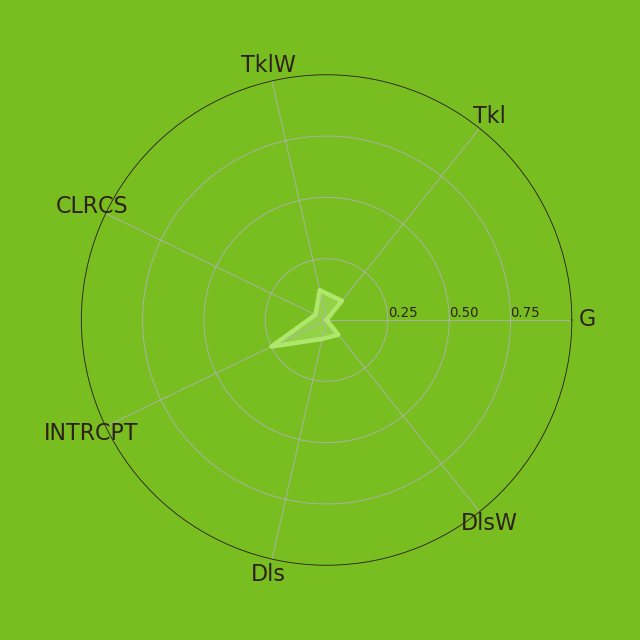 TklW
Tkl
CLRCS
0.25 0.50 0.75
G
INTRCPT
DlsW
Dls